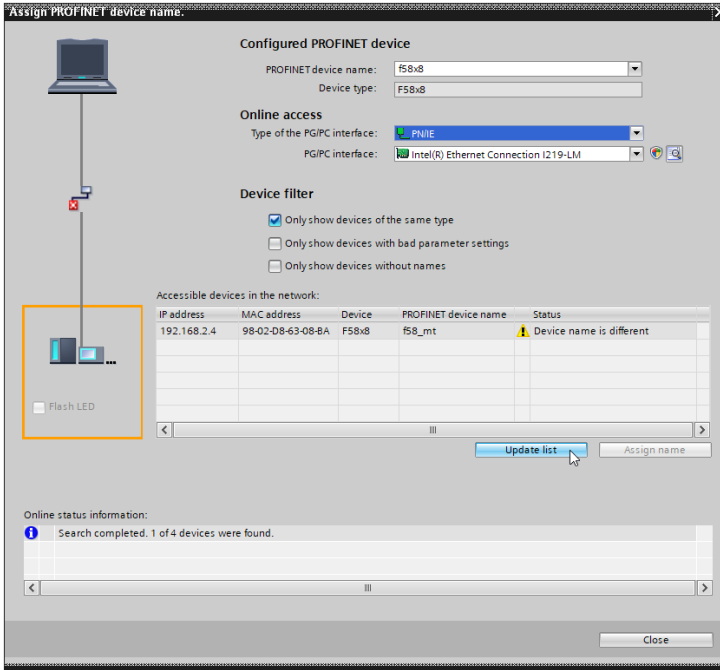 Assign PROFINET device name.
Configured PROFINET device
PROFINET device name: f58x8
Device type: F58x8
Online access
Type of the PG/PC interface: PN/IE
PG/PC interface: Intel(R) Ethernet Connection I219-LM
Device filter
Only show devices of the same type
Only show devices with bad parameter settings
Only show devices without names
Accessible devices in the network:
IP address MAC address Device PROFINET device name Status
192.168.2.4 98-02-D8-63-08-BA F58x8 f58_mt Device name is different
Flash LED
Update list Assign name
Online status information:
Search completed. 1 of 4 devices were found.
Close